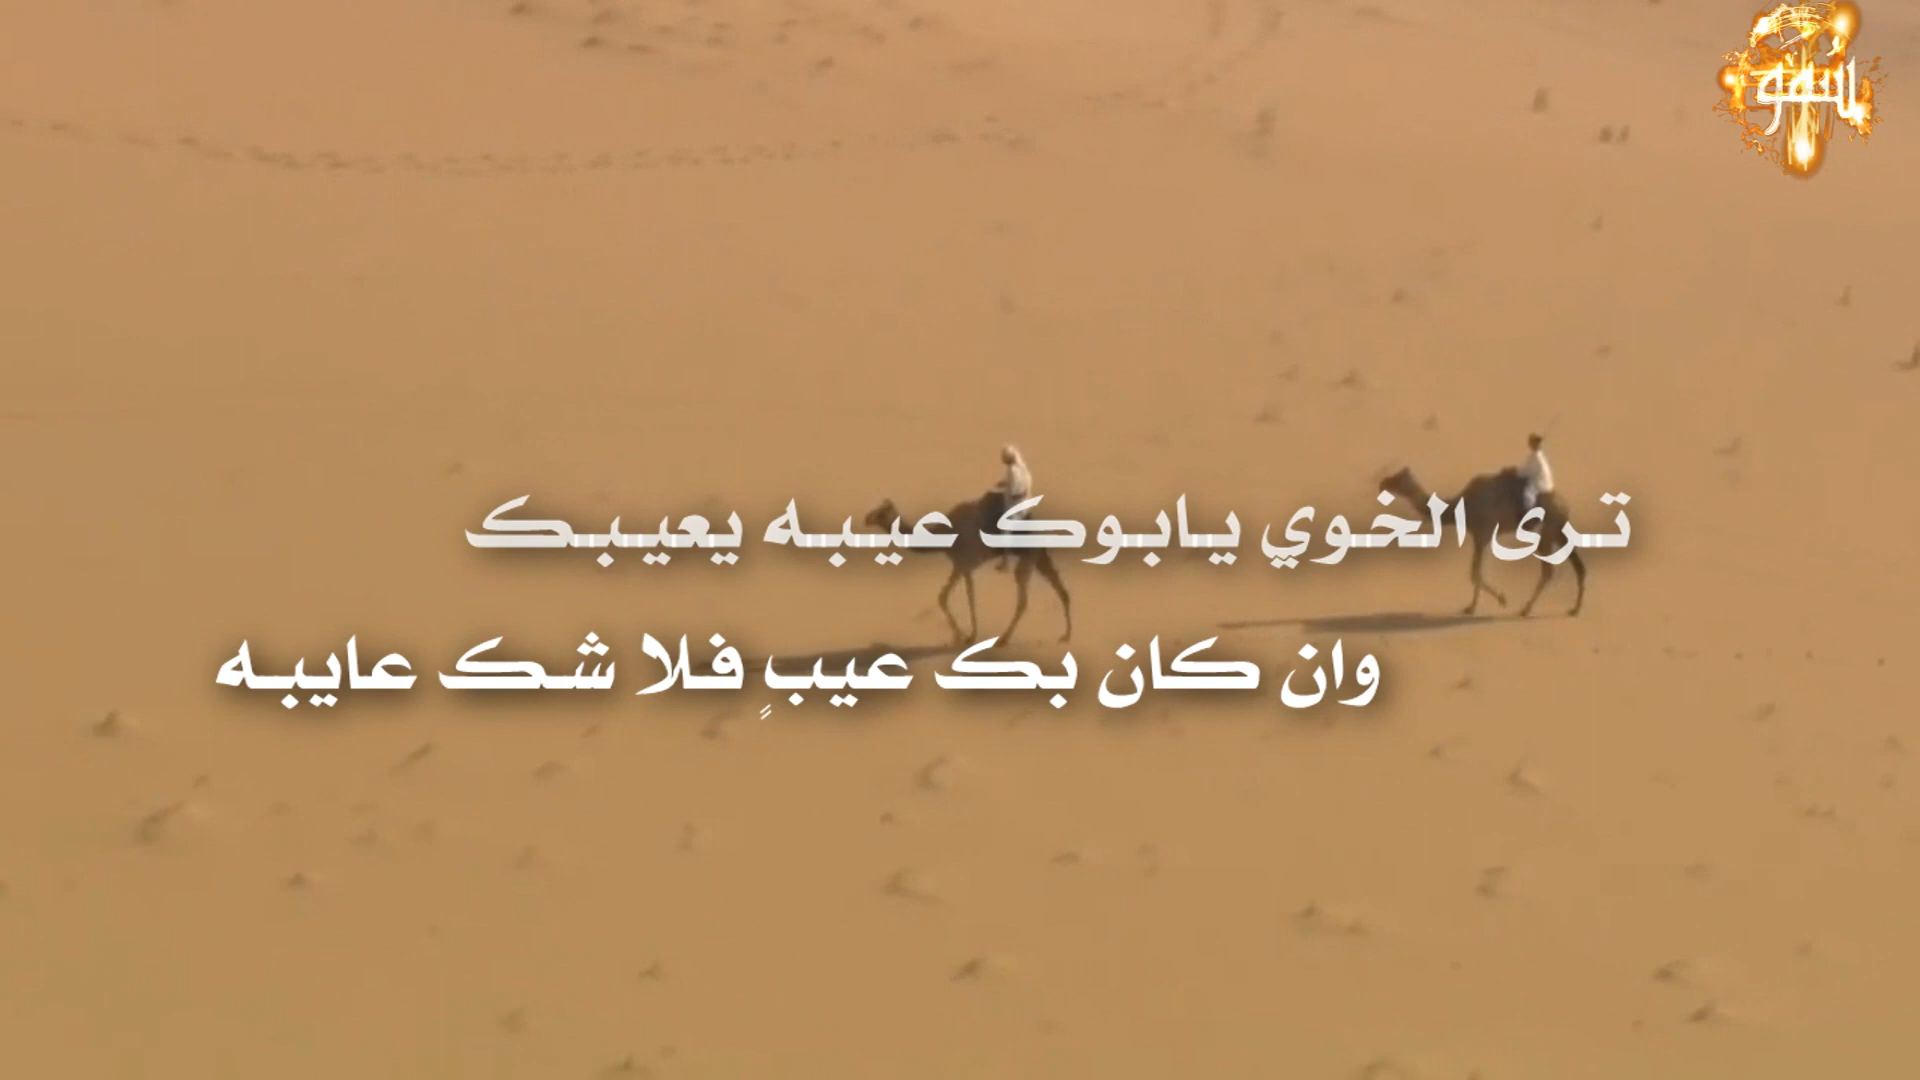 ترى الخوي يابوك عيبه يعيبك
وان كان بك عيبٍ فلا شك عايبه